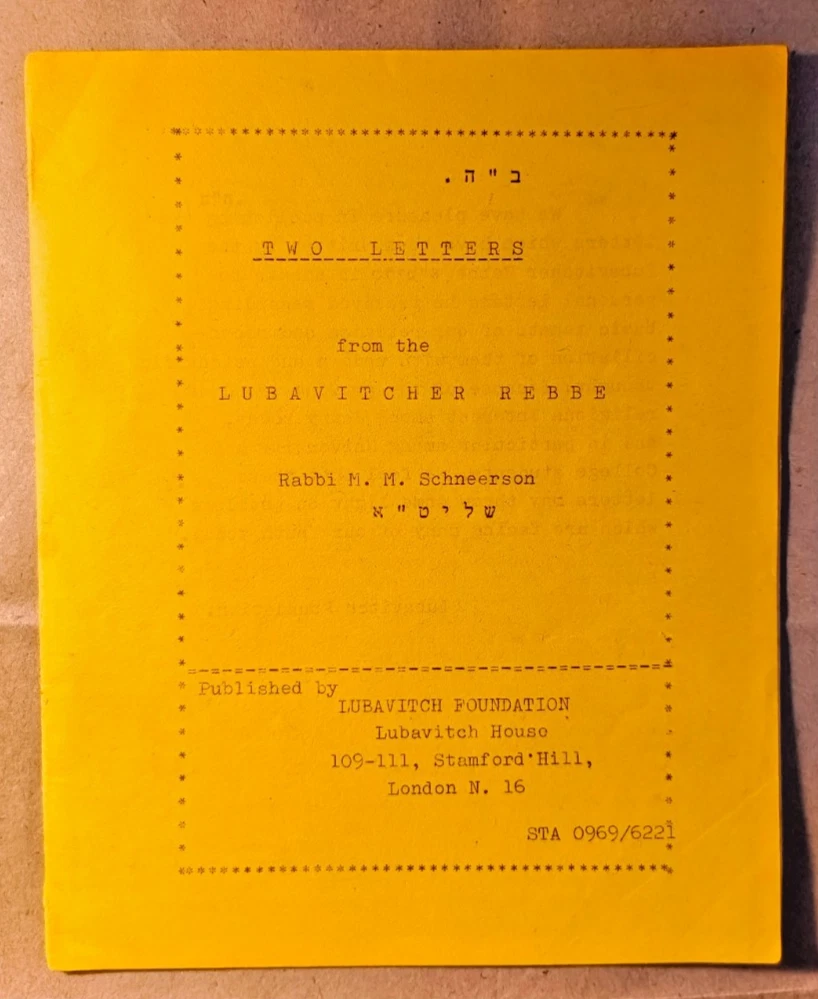 ב"ה.
TWO LETTERS
from the
LUBAVITCHER REBBE
Rabbi M. M. Schneerson
שליט"א
Published by
LUBAVITCH FOUNDATION
Lubavitch House
109-111, Stamford Hill,
London N. 16
STA 0969/6221